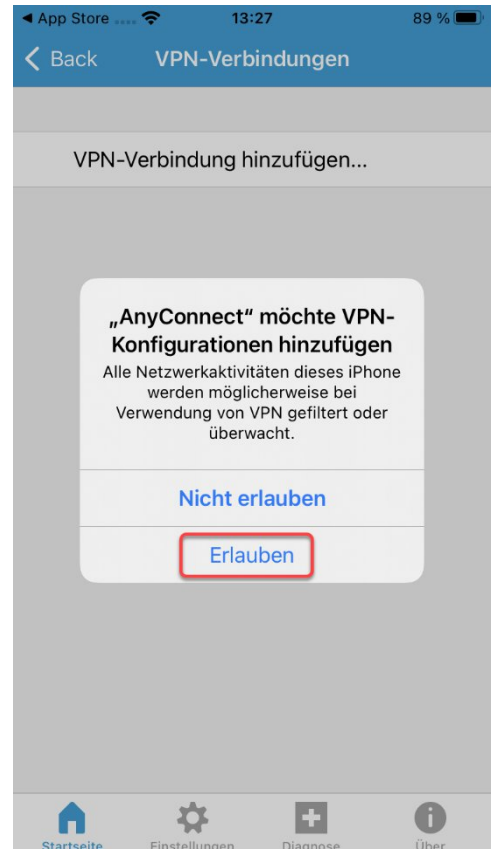 ◀ App Store .... 13:27 89 %
Back VPN-Verbindungen
VPN-Verbindung hinzufügen...
„AnyConnect“ möchte VPN-
Konfigurationen hinzufügen
Alle Netzwerkaktivitäten dieses iPhone
werden möglicherweise bei
Verwendung von VPN gefiltert oder
überwacht.
Nicht erlauben
Erlauben
Startseite Einstellungen Diagnose Über